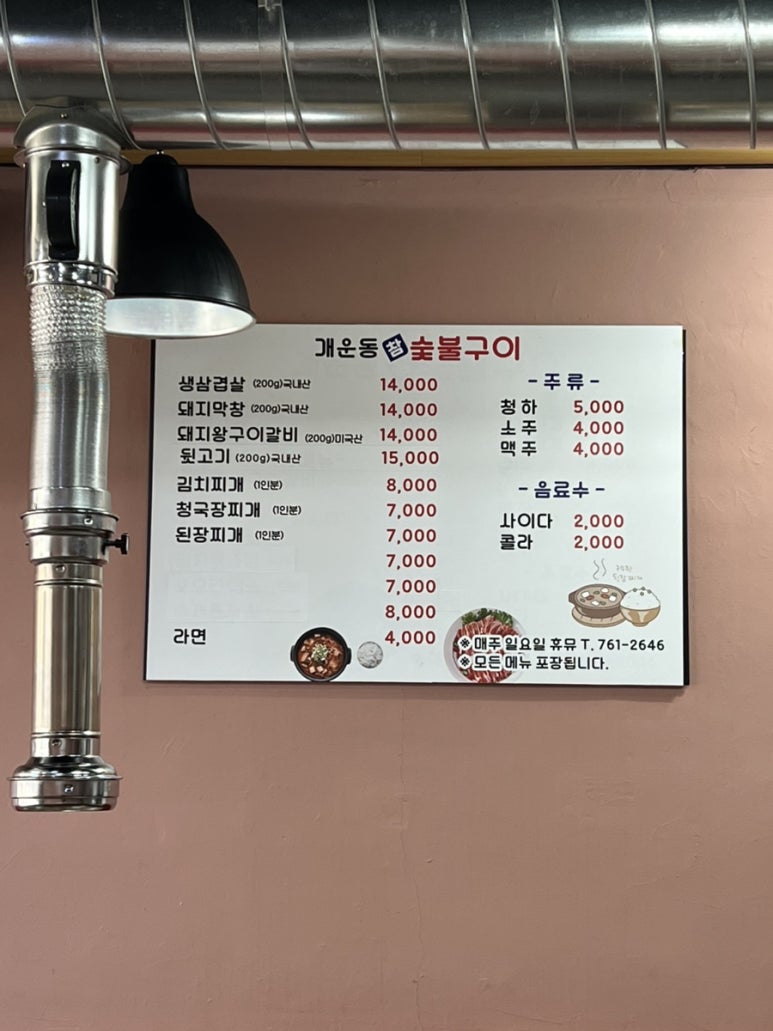 개운동 참 숯불구이
생삼겹살 (200g)국내산 14,000
돼지막창 (200g)국내산 14,000
돼지왕구이갈비 (200g)미국산 14,000
뒷고기 (200g)국내산 15,000
김치찌개 (1인분) 8,000
청국장찌개 (1인분) 7,000
된장찌개 (1인분) 7,000
7,000
7,000
8,000
라면 4,000
- 주 류 -
청 하 5,000
소 주 4,000
맥 주 4,000
- 음료수 -
사이다 2,000
콜라 2,000
※ 매주 일요일 휴뮤 T. 761-2646
※ 모든 메뉴 포장됩니다.